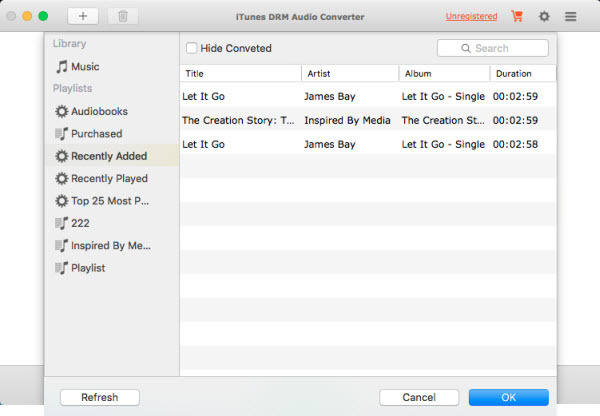 iTunes DRM Audio Converter
Unregistered
Library
Music
Playlists
Audiobooks
Purchased
Recently Added
Recently Played
Top 25 Most P...
222
Inspired By Me...
Playlist
Hide Conveted
Search
Title Artist Album Duration
Let It Go James Bay Let It Go - Single 00:02:59
The Creation Story: T... Inspired By Media The Creation St... 00:02:59
Let It Go James Bay Let It Go - Single 00:02:58
Refresh
Cancel
OK